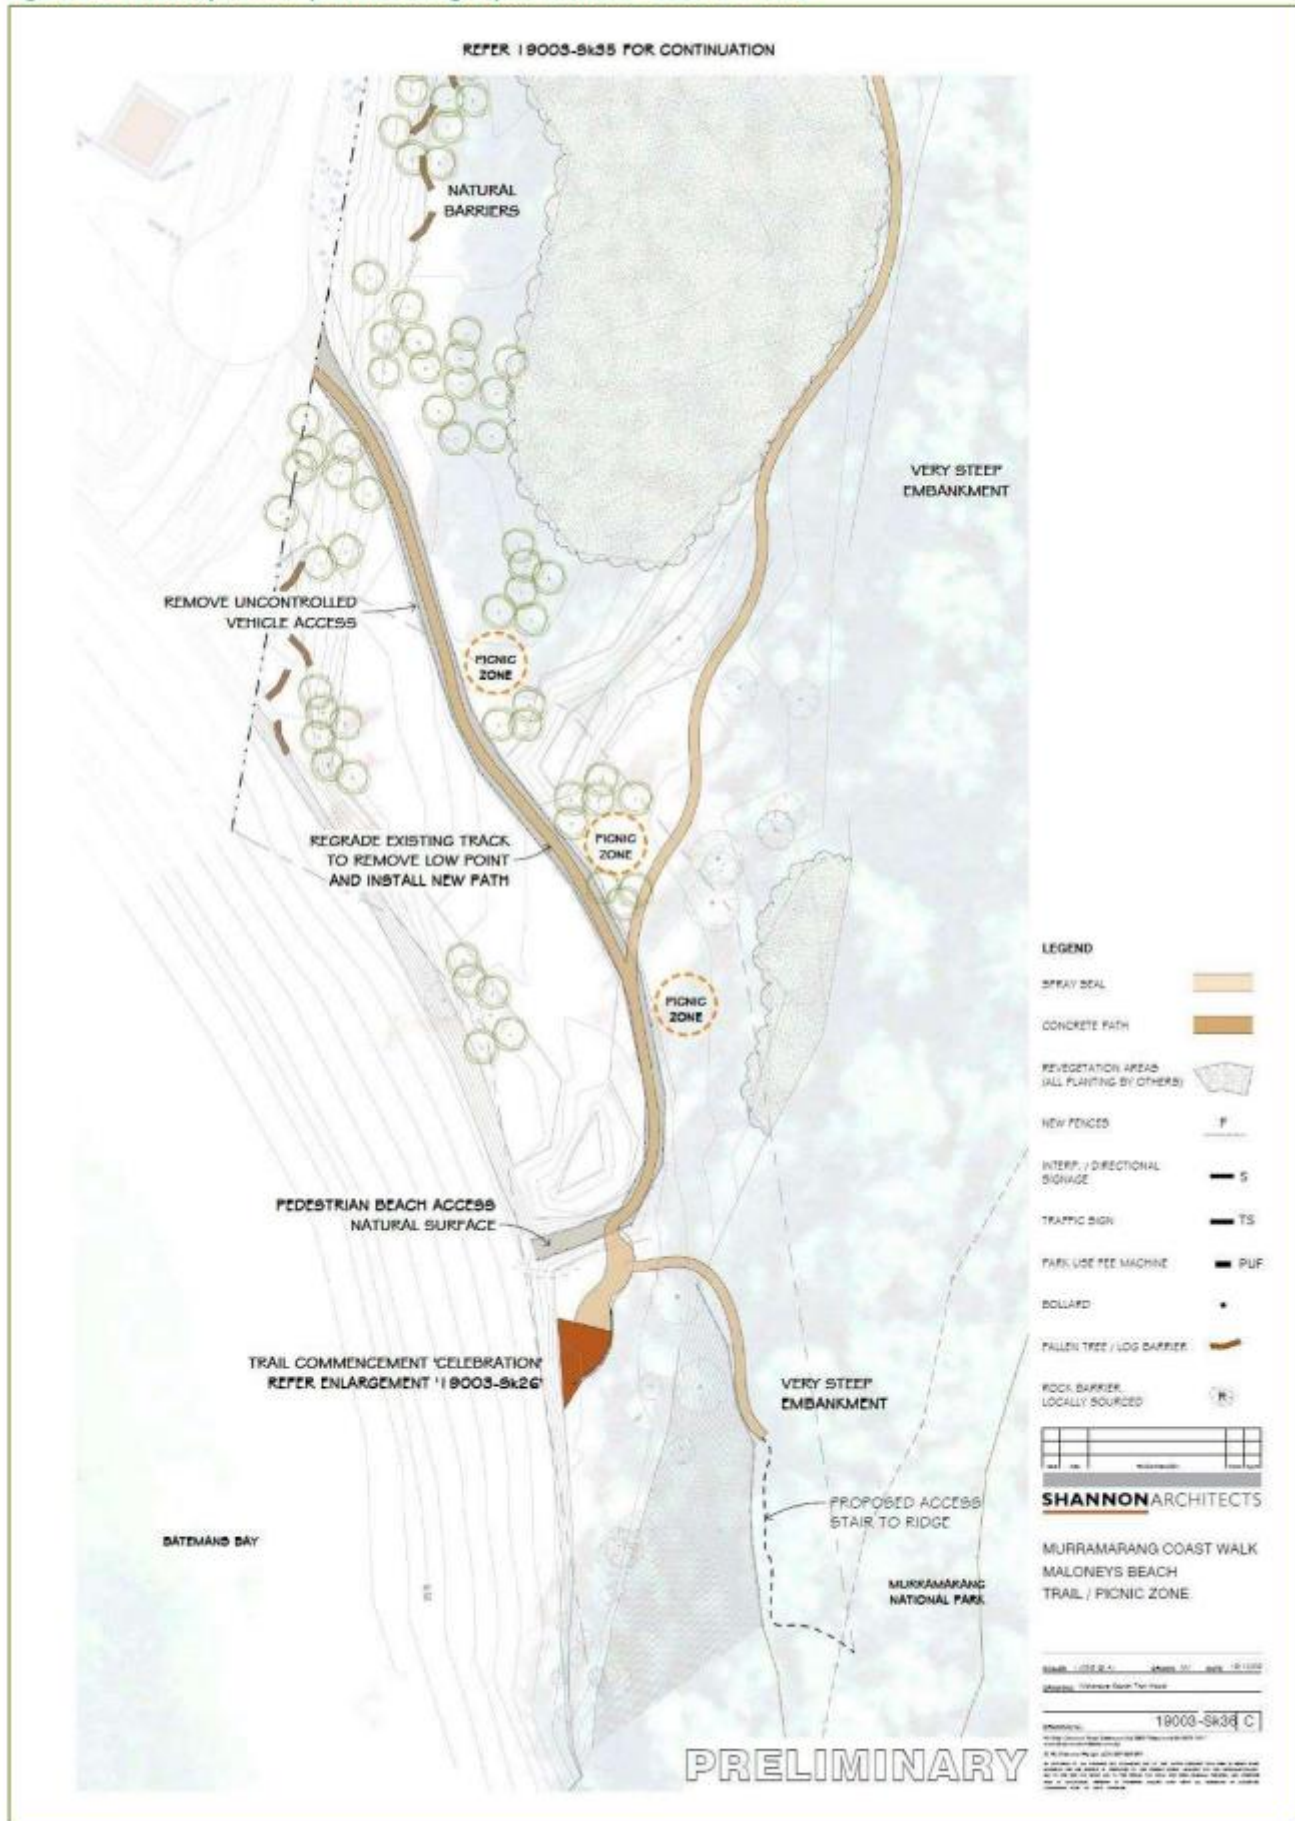 REFER 19003-Sk35 FOR CONTINUATION
NATURAL
BARRIERS
VERY STEEP
EMBANKMENT
REMOVE UNCONTROLLED
VEHICLE ACCESS
PICNIC
ZONE
REGRADE EXISTING TRACK
TO REMOVE LOW POINT
AND INSTALL NEW PATH
PICNIC
ZONE
PICNIC
ZONE
PEDESTRIAN BEACH ACCESS
NATURAL SURFACE
TRAIL COMMENCEMENT 'CELEBRATION'
REFER ENLARGEMENT '19003-Sk26'
VERY STEEP
EMBANKMENT
PROPOSED ACCESS
STAIR TO RIDGE
BATEMANS BAY
MURRAMARANG
NATIONAL PARK
LEGEND
SPRAY SEAL
CONCRETE PATH
REVEGETATION AREAS
(ALL PLANTING BY OTHERS)
NEW FENCES F
INTERP. / DIRECTIONAL
SIGNAGE S
TRAFFIC SIGN TS
PARK USE FEE MACHINE PUF
BOLLARD
FALLEN TREE / LOG BARRIER
ROCK BARRIER,
LOCALLY SOURCED R
SHANNONARCHITECTS
MURRAMARANG COAST WALK
MALONEYS BEACH
TRAIL / PICNIC ZONE
19003-Sk36 C
PRELIMINARY